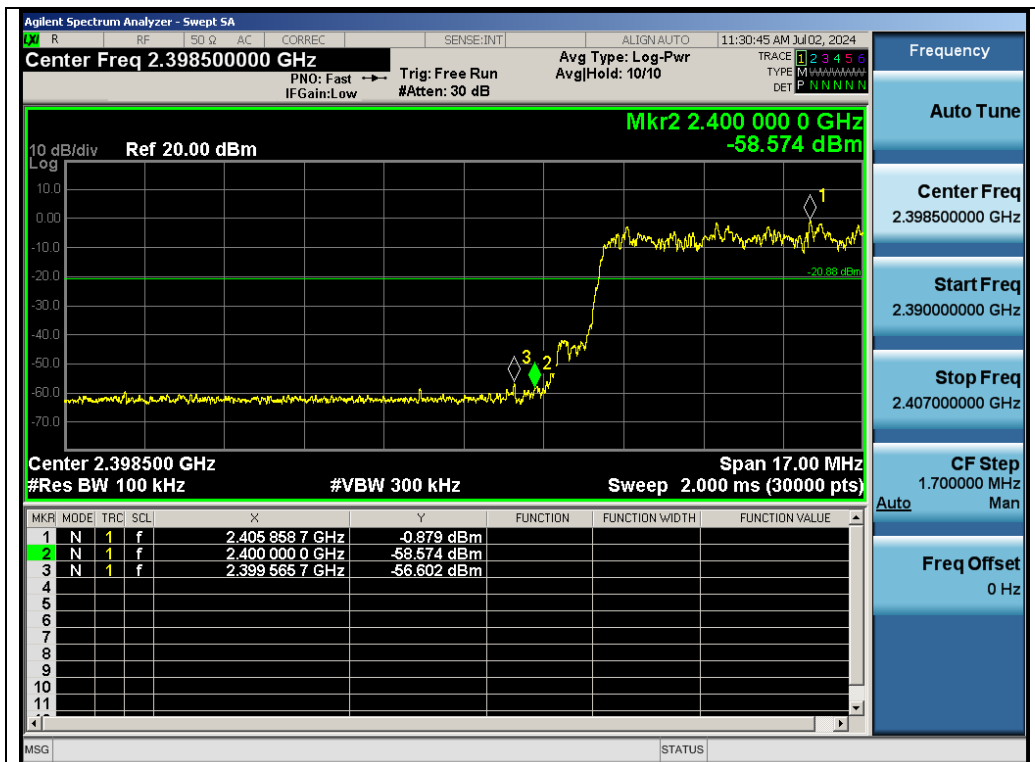 Agilent Spectrum Analyzer - Swept SA
LXI R RF 50 Ω AC CORREC SENSE:INT ALIGN AUTO 11:30:45 AM Jul 02, 2024
Center Freq 2.398500000 GHz
PNO: Fast
IFGain:Low
Trig: Free Run
#Atten: 30 dB
Avg Type: Log-Pwr
Avg|Hold: 10/10
TRACE 1 2 3 4 5 6
TYPE M WWWWW
DET P N N N N N
Mkr2 2.400 000 0 GHz
-58.574 dBm
10 dB/div Ref 20.00 dBm
Log
10.0
0.00
-10.0
-20.0
-30.0
-40.0
-50.0
-60.0
-70.0
1
-20.88 dBm
3
2
Center 2.398500 GHz Span 17.00 MHz
#Res BW 100 kHz #VBW 300 kHz Sweep 2.000 ms (30000 pts)
MKR MODE TRC SCL X Y FUNCTION FUNCTION WIDTH FUNCTION VALUE
1 N 1 f 2.405 858 7 GHz -0.879 dBm
2 N 1 f 2.400 000 0 GHz -58.574 dBm
3 N 1 f 2.399 565 7 GHz -56.602 dBm
4
5
6
7
8
9
10
11
MSG STATUS
Frequency
Auto Tune
Center Freq
2.398500000 GHz
Start Freq
2.390000000 GHz
Stop Freq
2.407000000 GHz
CF Step
1.700000 MHz
Auto Man
Freq Offset
0 Hz